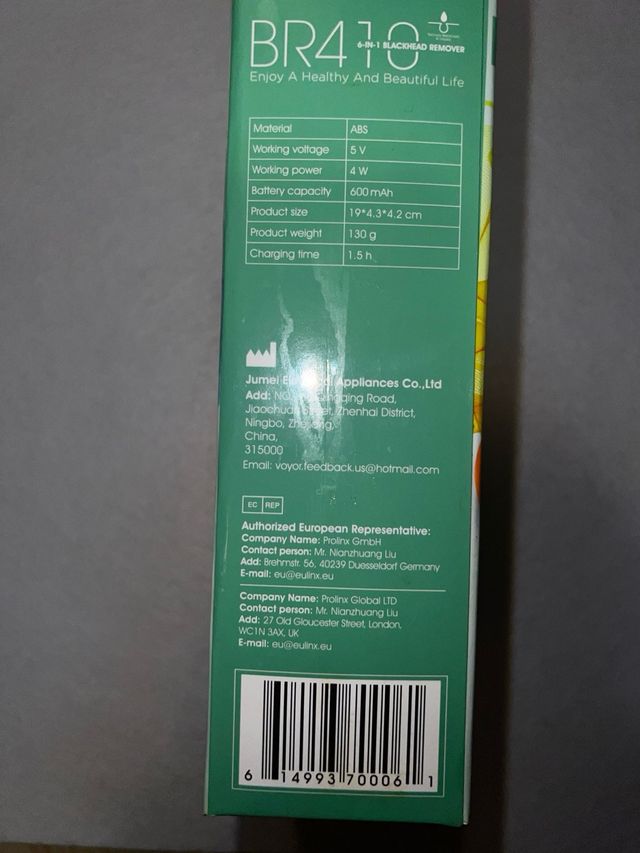 BR410
6-IN-1 BLACKHEAD REMOVER
Enjoy A Healthy And Beautiful Life
Material ABS
Working voltage 5 V
Working power 4 W
Battery capacity 600 mAh
Product size 19*4.3*4.2 cm
Product weight 130 g
Charging time 1.5 h
Jumei Appliances Co.,Ltd
Add: Road,
Zhenhai District,
Ningbo,
China,
315000
Email: voyor.feedback.us@hotmail.com
EC REP
Authorized European Representative:
Company Name: Prolinx GmbH
Contact person: Mr. Nianzhuang Liu
Add: Brehmstr. 56, 40239 Duesseldorf Germany
E-mail: eu@eulinx.eu
Company Name: Prolinx Global LTD
Contact person: Mr. Nianzhuang Liu
Add: 27 Old Gloucester Street, London,
WC1N 3AX, UK
E-mail: eu@eulinx.eu
6 14993 70006 1